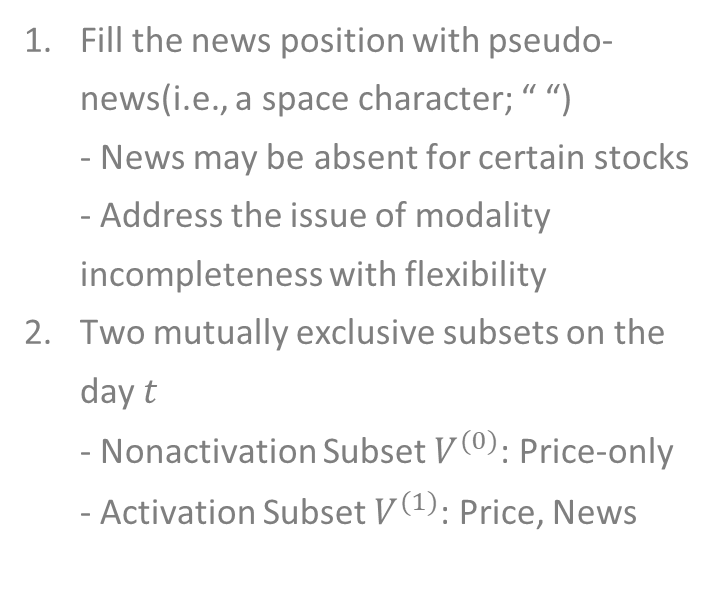 1. Fill the news position with pseudo-
news(i.e., a space character; “ “)
- News may be absent for certain stocks
- Address the issue of modality
incompleteness with flexibility
2. Two mutually exclusive subsets on the
day t
- Nonactivation Subset V⁽⁰⁾: Price-only
- Activation Subset V⁽¹⁾: Price, News